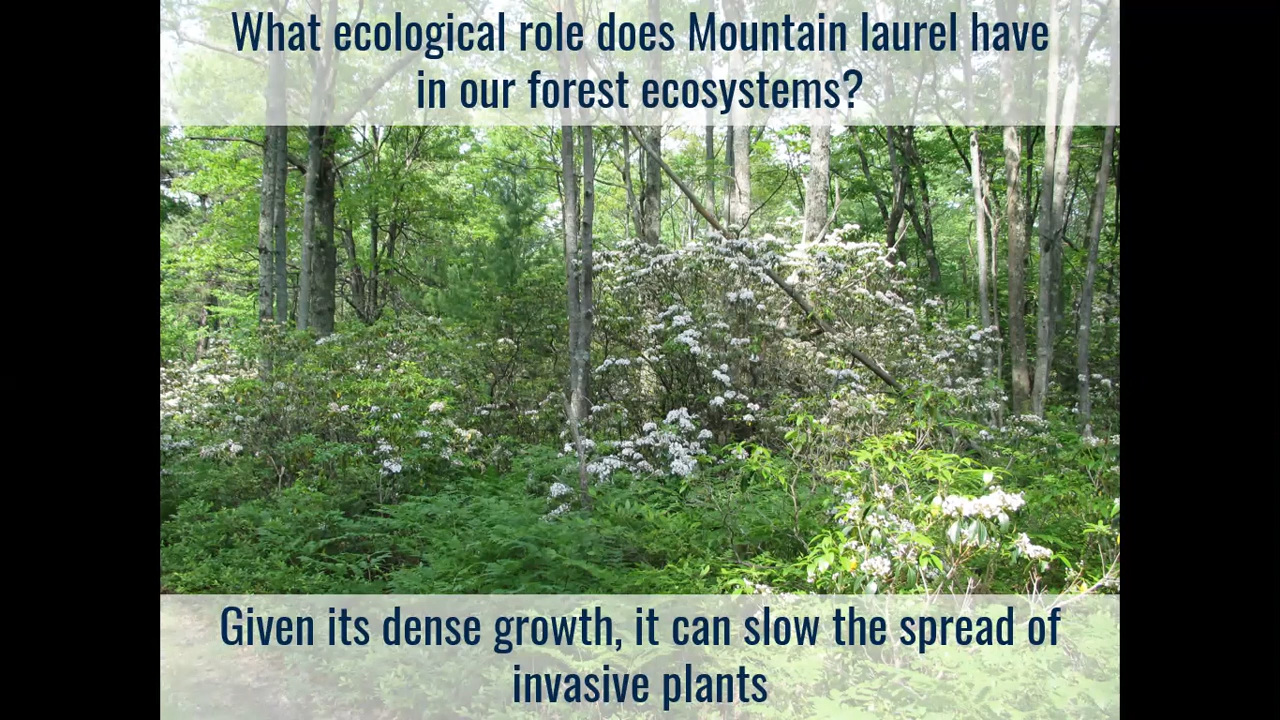 What ecological role does Mountain laurel have
in our forest ecosystems?
Given its dense growth, it can slow the spread of
invasive plants